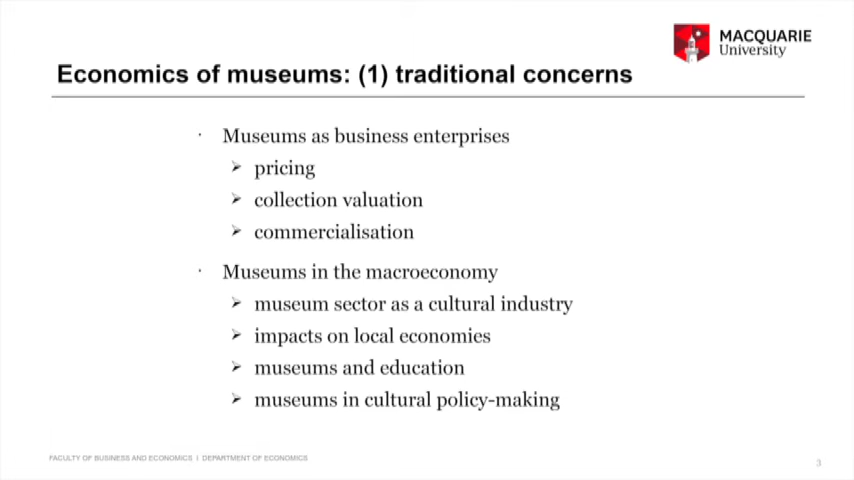 MACQUARIE
University
Economics of museums: (1) traditional concerns
· Museums as business enterprises
➢ pricing
➢ collection valuation
➢ commercialisation
· Museums in the macroeconomy
➢ museum sector as a cultural industry
➢ impacts on local economies
➢ museums and education
➢ museums in cultural policy-making
FACULTY OF BUSINESS AND ECONOMICS | DEPARTMENT OF ECONOMICS
3